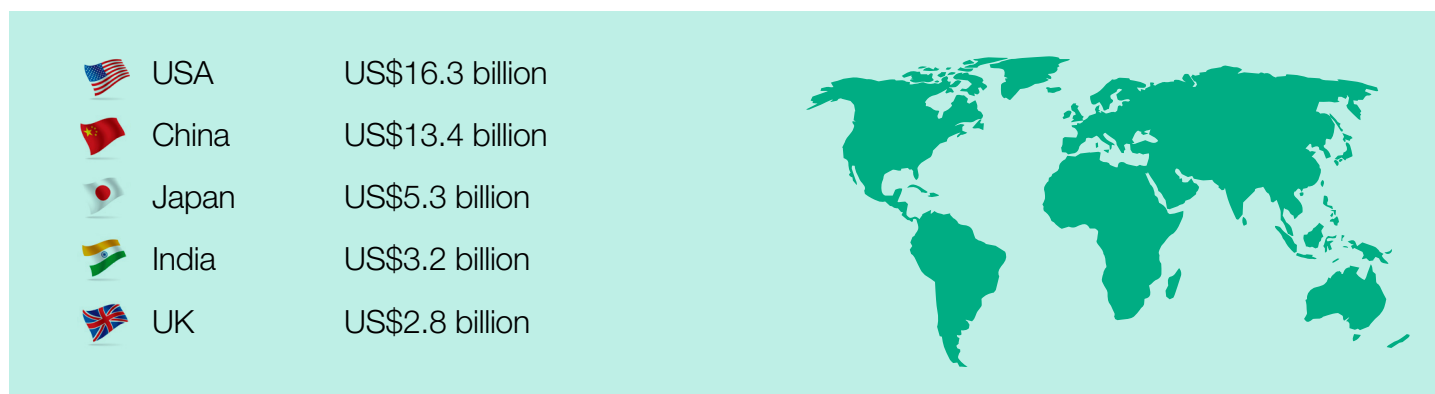 USA US$16.3 billion
China US$13.4 billion
Japan US$5.3 billion
India US$3.2 billion
UK US$2.8 billion